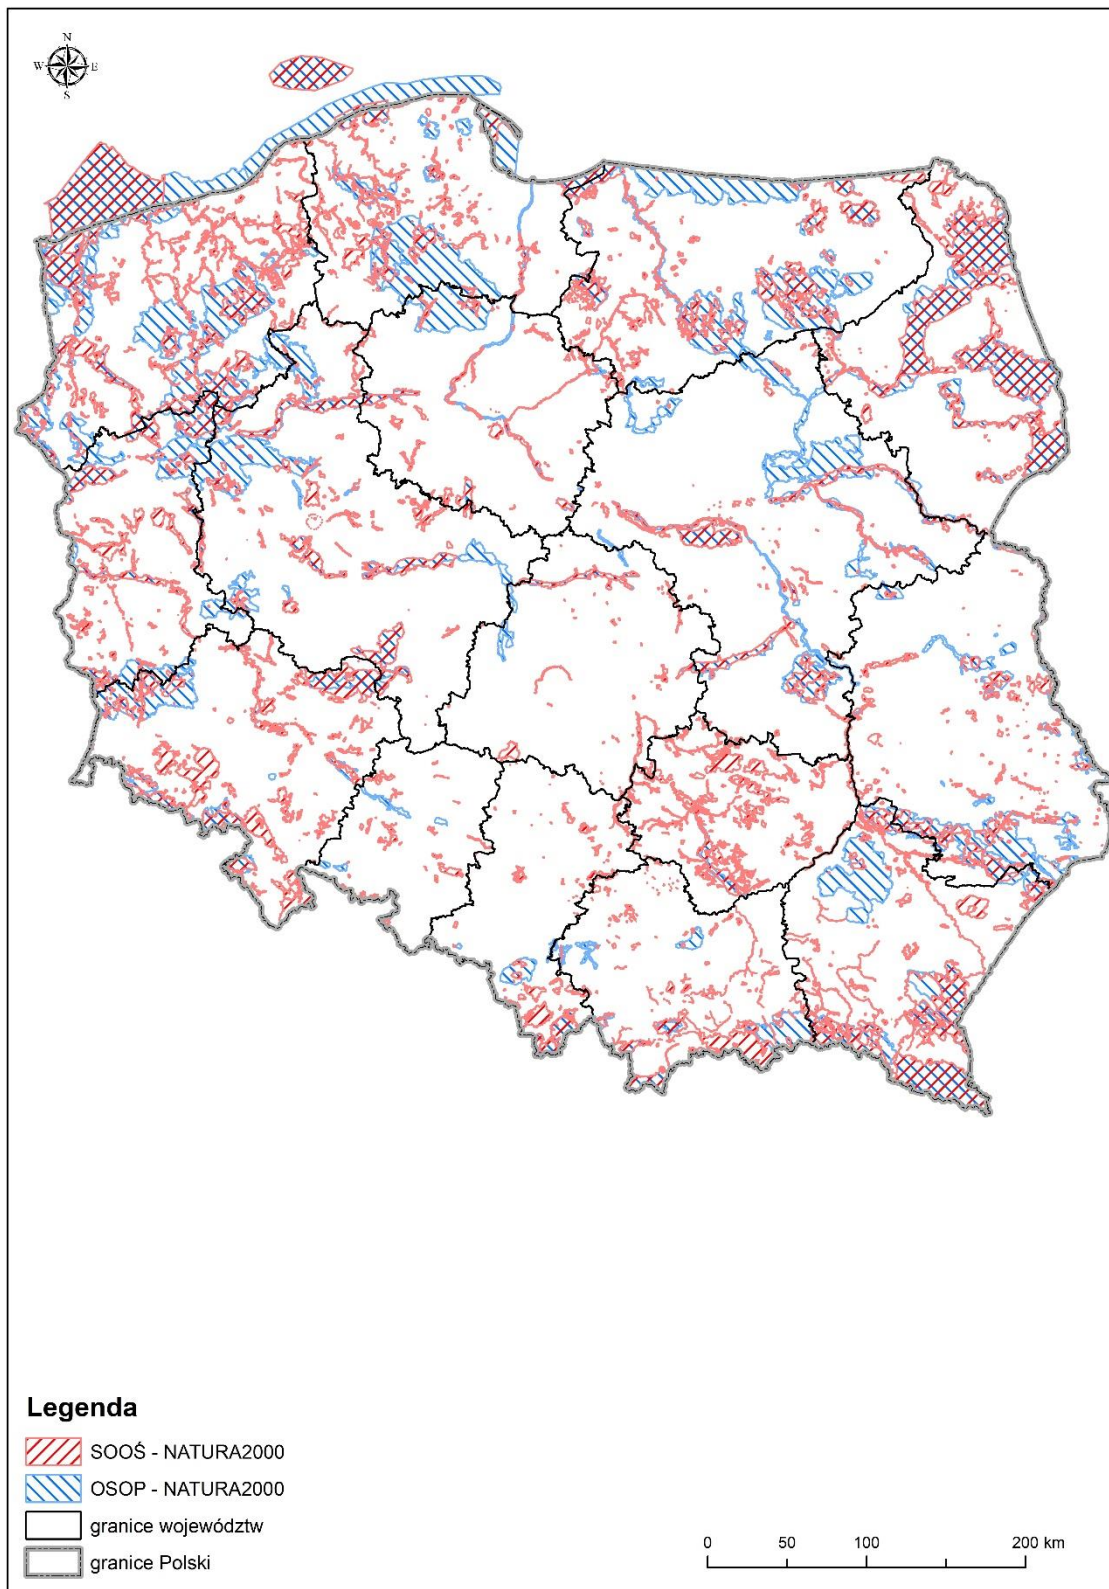 N
W E
S
Legenda
SOOŚ - NATURA2000
OSOP - NATURA2000
granice województw
granice Polski
0 50 100 200 km